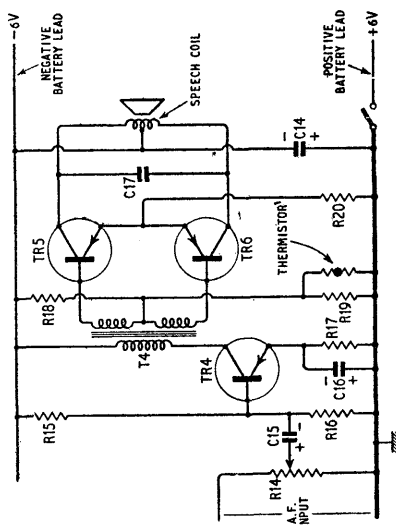 -6V
NEGATIVE
BATTERY LEAD
R15
R18
T4
TR4
TR5
TR6
C17
SPEECH COIL
R14
A.F.
INPUT
C15
- +
R16
C16
- +
R17
R19
THERMISTOR
R20
C14
- +
POSITIVE
BATTERY LEAD
+6V